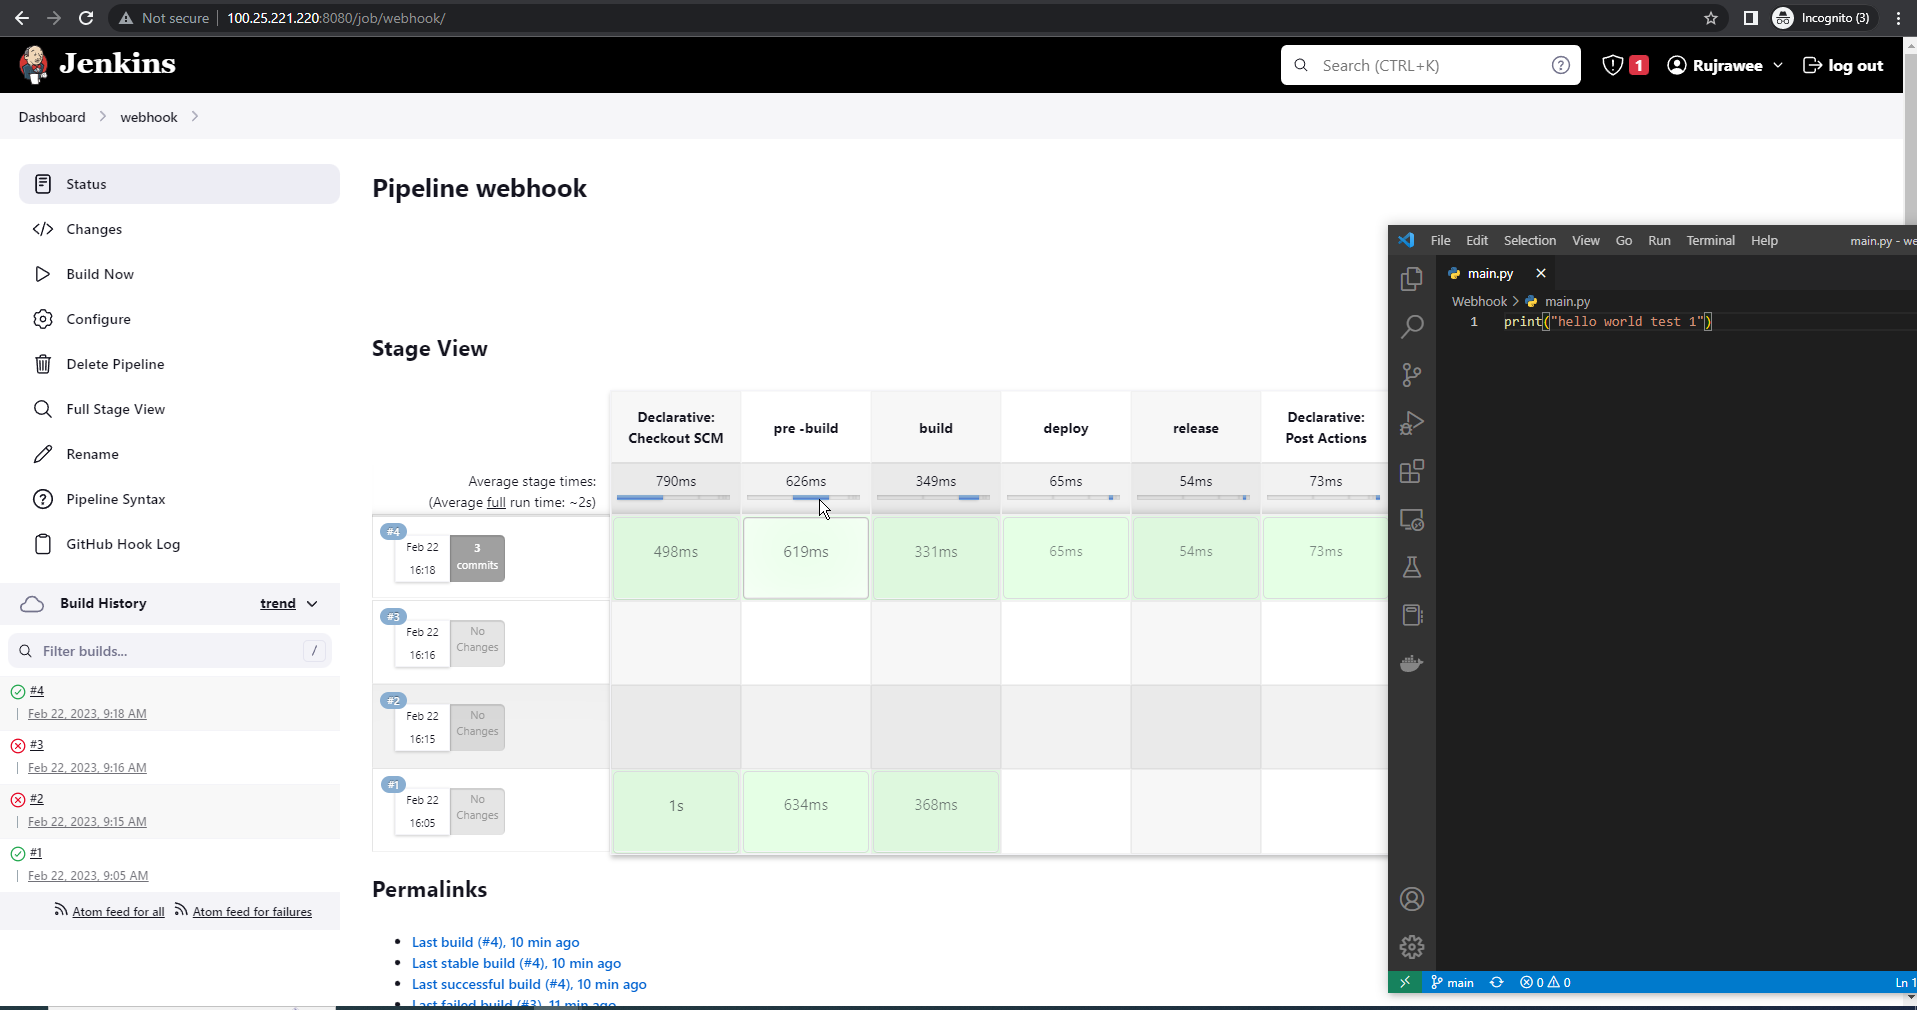 Not secure 100.25.221.220:8080/job/webhook/ Incognito (3)
Jenkins Search (CTRL+K) 1 Rujrawee log out
Dashboard webhook
Status
Changes
Build Now
Configure
Delete Pipeline
Full Stage View
Rename
Pipeline Syntax
GitHub Hook Log
Build History trend
Filter builds... /
#4
Feb 22, 2023, 9:18 AM
#3
Feb 22, 2023, 9:16 AM
#2
Feb 22, 2023, 9:15 AM
#1
Feb 22, 2023, 9:05 AM
Atom feed for all Atom feed for failures
Pipeline webhook
Stage View
Declarative: Checkout SCM
pre -build
build
deploy
release
Declarative: Post Actions
Average stage times:
(Average full run time: ~2s)
790ms 626ms 349ms 65ms 54ms 73ms
#4
Feb 22
16:18
3
commits
498ms 619ms 331ms 65ms 54ms 73ms
#3
Feb 22
16:16
No
Changes
#2
Feb 22
16:15
No
Changes
#1
Feb 22
16:05
No
Changes
1s 634ms 368ms
Permalinks
Last build (#4), 10 min ago
Last stable build (#4), 10 min ago
Last successful build (#4), 10 min ago
Last failed build (#3), 11 min ago
File Edit Selection View Go Run Terminal Help main.py - we
main.py
Webhook > main.py
1 print("hello world test 1")
main 0 0 Ln 1